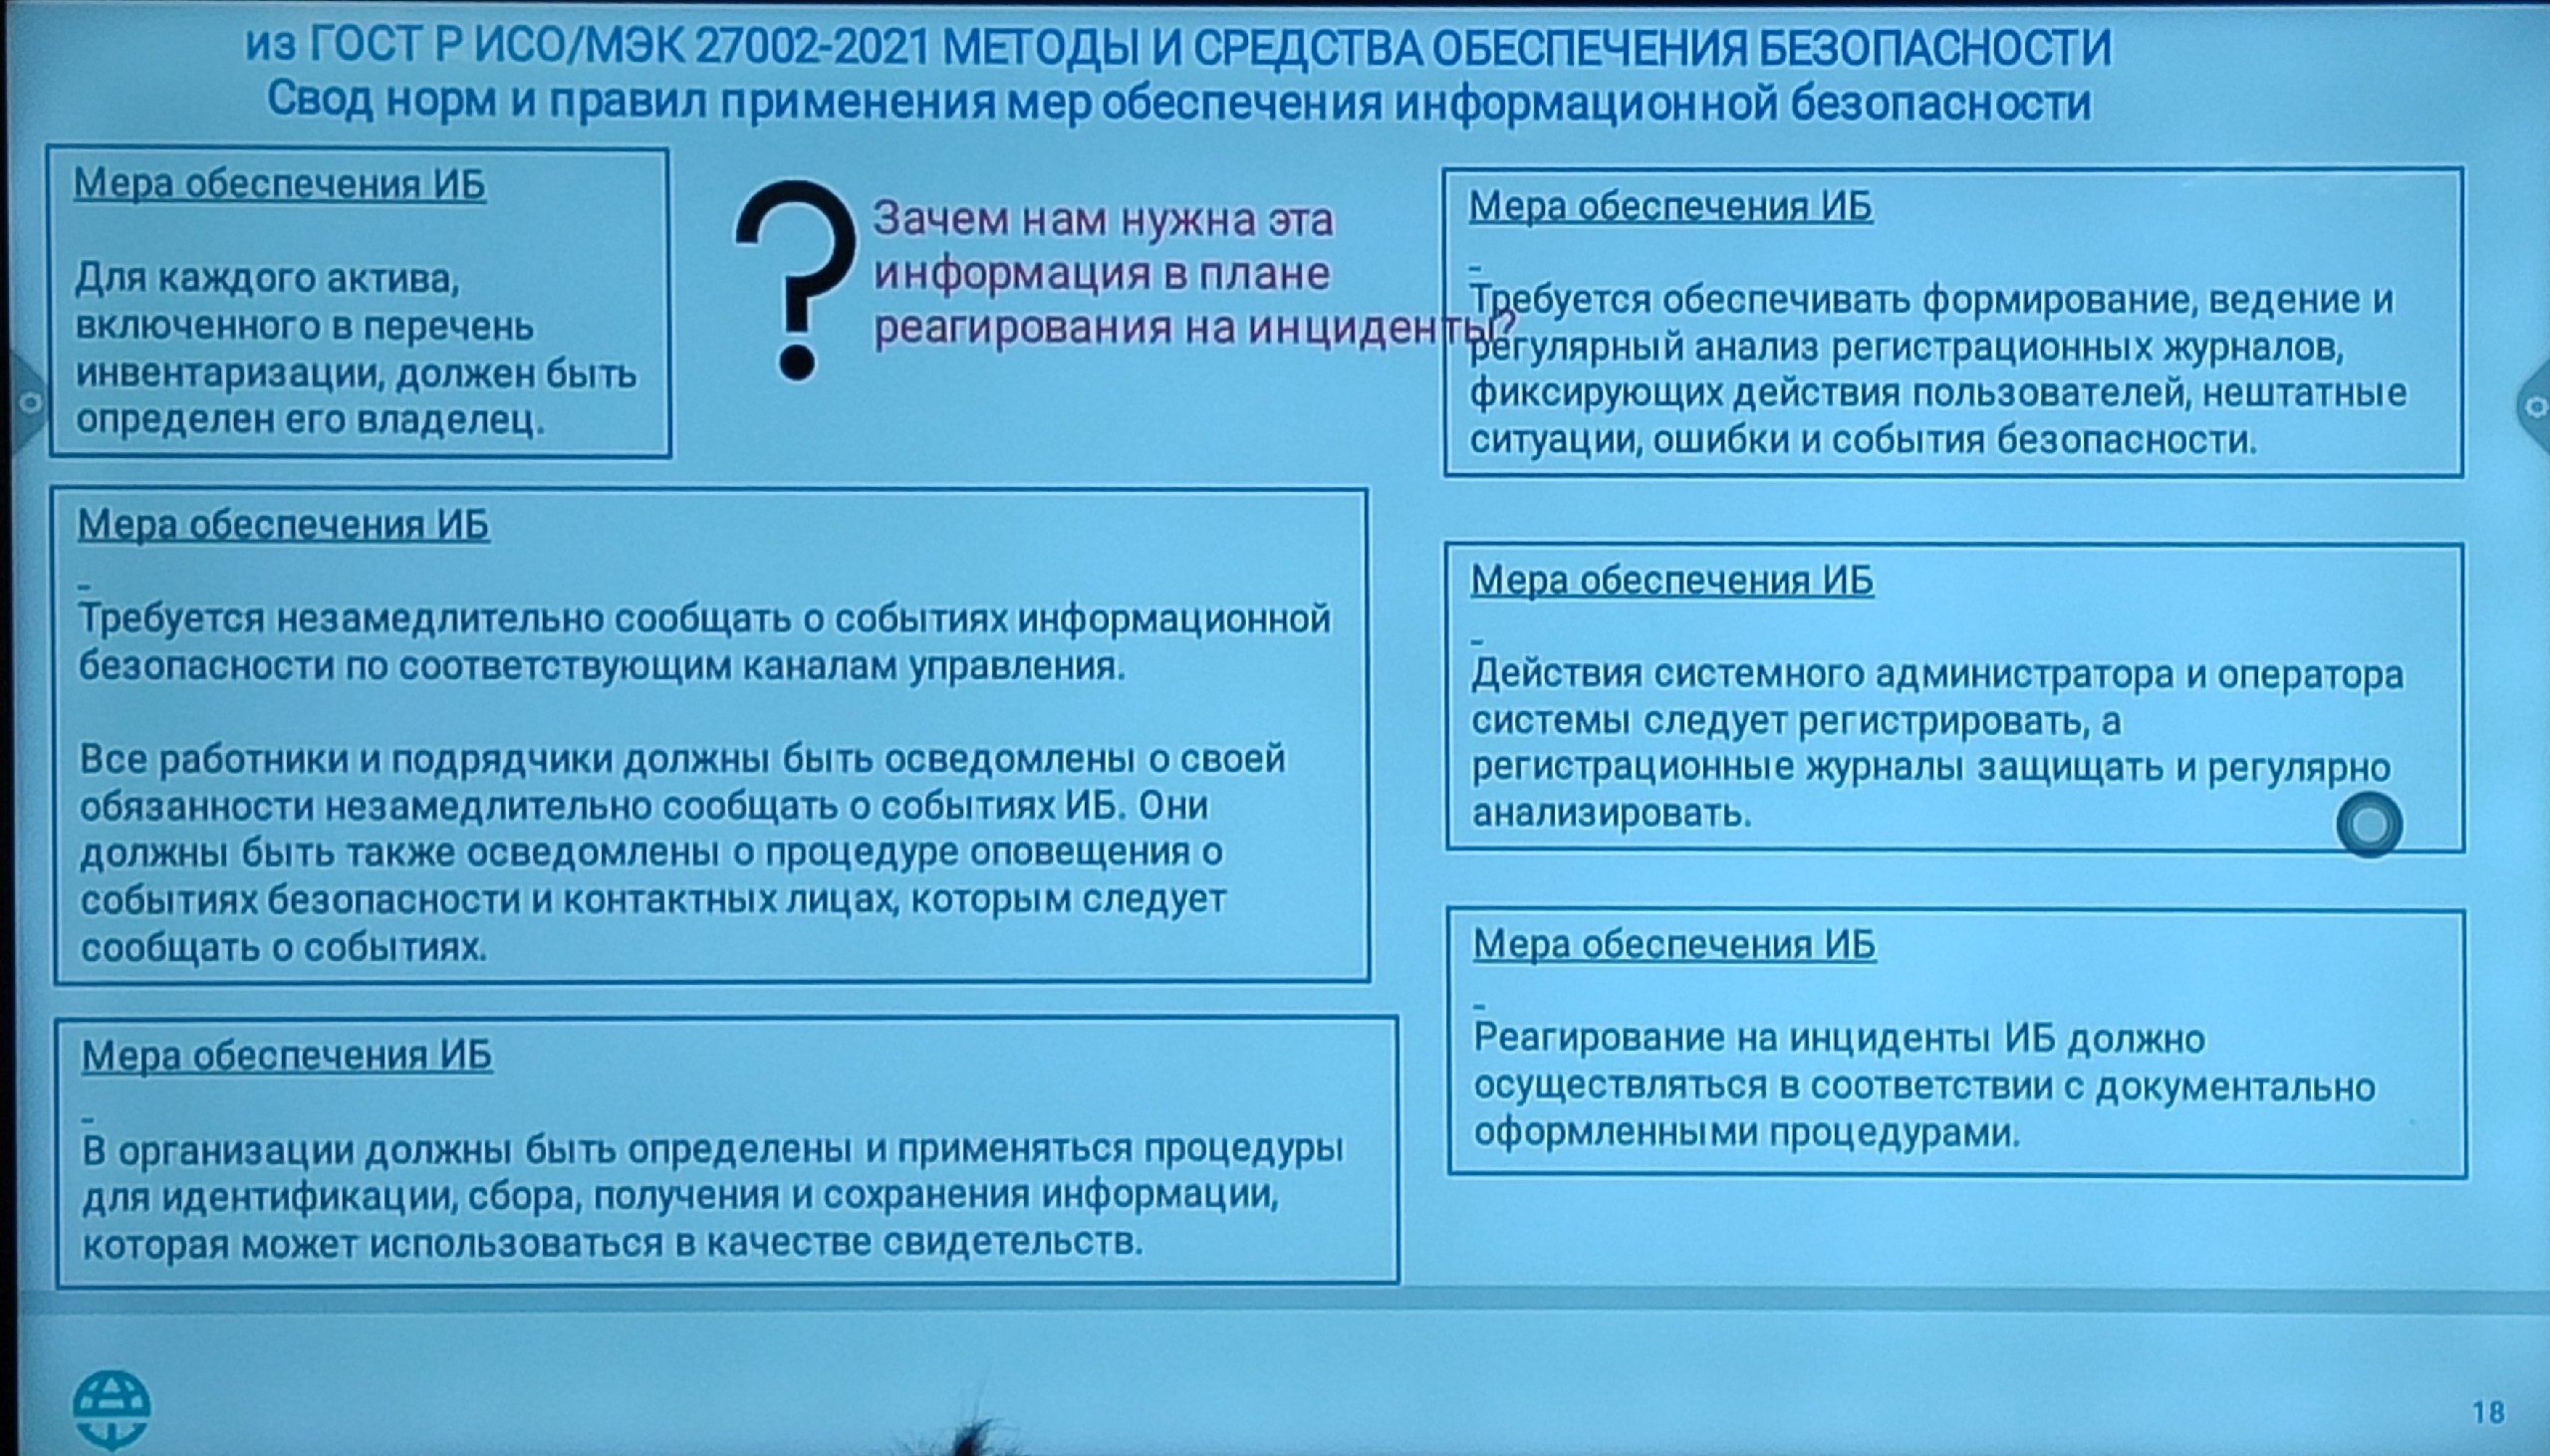 из ГОСТ Р ИСО/МЭК 27002-2021 МЕТОДЫ И СРЕДСТВА ОБЕСПЕЧЕНИЯ БЕЗОПАСНОСТИ
Свод норм и правил применения мер обеспечения информационной безопасности
Мера обеспечения ИБ
Для каждого актива,
включенного в перечень
инвентаризации, должен быть
определен его владелец.
?
Зачем нам нужна эта
информация в плане
реагирования на инциденты?
Мера обеспечения ИБ
Требуется незамедлительно сообщать о событиях информационной
безопасности по соответствующим каналам управления.
Все работники и подрядчики должны быть осведомлены о своей
обязанности незамедлительно сообщать о событиях ИБ. Они
должны быть также осведомлены о процедуре оповещения о
событиях безопасности и контактных лицах, которым следует
сообщать о событиях.
Мера обеспечения ИБ
В организации должны быть определены и применяться процедуры
для идентификации, сбора, получения и сохранения информации,
которая может использоваться в качестве свидетельств.
Мера обеспечения ИБ
Требуется обеспечивать формирование, ведение и
регулярный анализ регистрационных журналов,
фиксирующих действия пользователей, нештатные
ситуации, ошибки и события безопасности.
Мера обеспечения ИБ
Действия системного администратора и оператора
системы следует регистрировать, а
регистрационные журналы защищать и регулярно
анализировать.
Мера обеспечения ИБ
Реагирование на инциденты ИБ должно
осуществляться в соответствии с документально
оформленными процедурами.
18